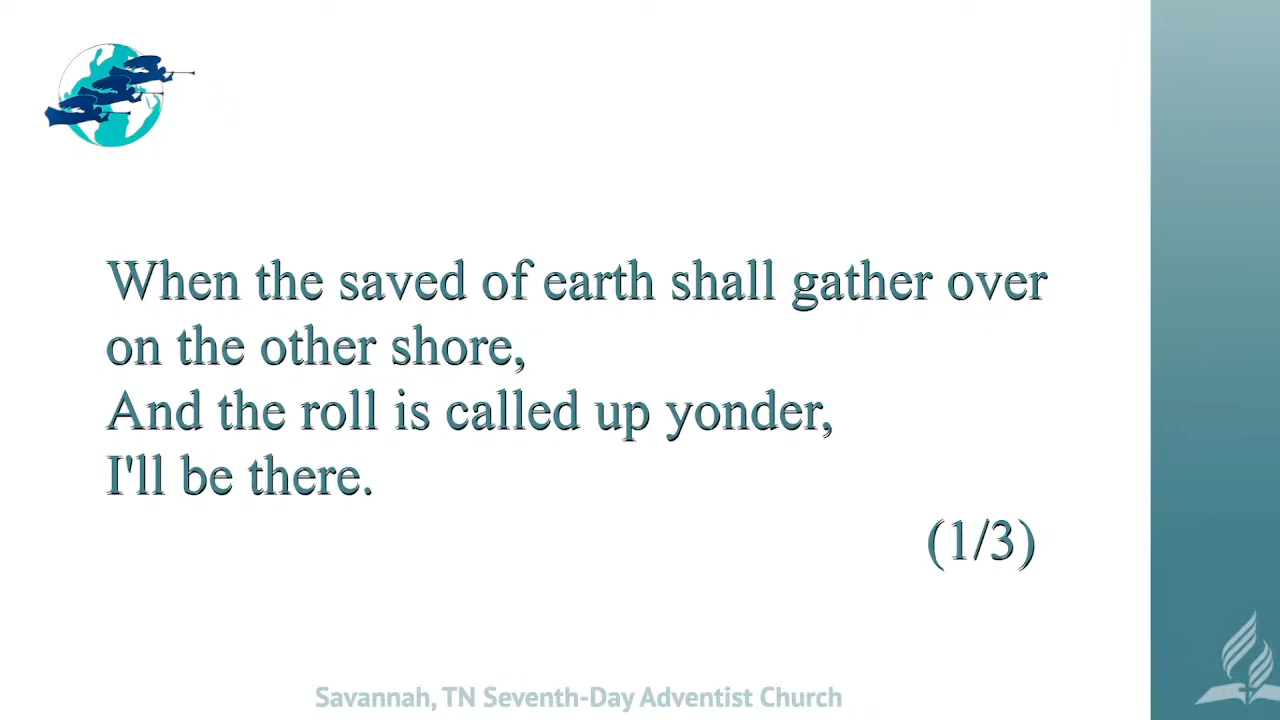 When the saved of earth shall gather over
on the other shore,
And the roll is called up yonder,
I'll be there.
(1/3)
Savannah, TN Seventh-Day Adventist Church